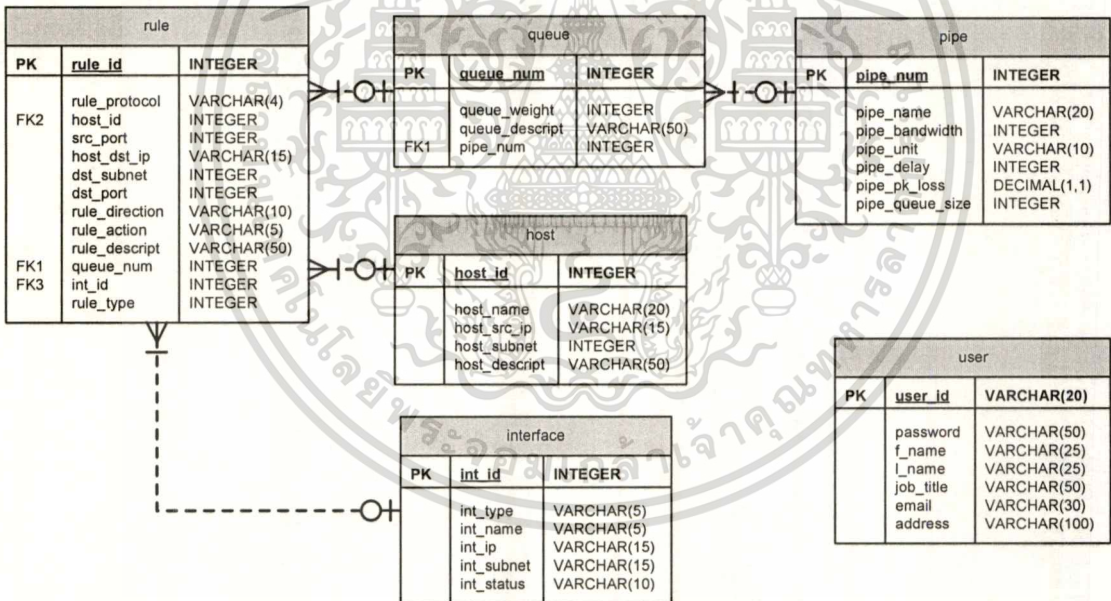 rule
PK rule_id INTEGER
rule_protocol VARCHAR(4)
FK2 host_id INTEGER
src_port INTEGER
host_dst_ip VARCHAR(15)
dst_subnet INTEGER
dst_port INTEGER
rule_direction VARCHAR(10)
rule_action VARCHAR(5)
rule_descript VARCHAR(50)
FK1 queue_num INTEGER
FK3 int_id INTEGER
rule_type INTEGER
queue
PK queue_num INTEGER
queue_weight INTEGER
queue_descript VARCHAR(50)
FK1 pipe_num INTEGER
pipe
PK pipe_num INTEGER
pipe_name VARCHAR(20)
pipe_bandwidth INTEGER
pipe_unit VARCHAR(10)
pipe_delay INTEGER
pipe_pk_loss DECIMAL(1,1)
pipe_queue_size INTEGER
host
PK host_id INTEGER
host_name VARCHAR(20)
host_src_ip VARCHAR(15)
host_subnet INTEGER
host_descript VARCHAR(50)
interface
PK int_id INTEGER
int_type VARCHAR(5)
int_name VARCHAR(5)
int_ip VARCHAR(15)
int_subnet VARCHAR(15)
int_status VARCHAR(10)
user
PK user_id VARCHAR(20)
password VARCHAR(50)
f_name VARCHAR(25)
l_name VARCHAR(25)
job_title VARCHAR(50)
email VARCHAR(30)
address VARCHAR(100)